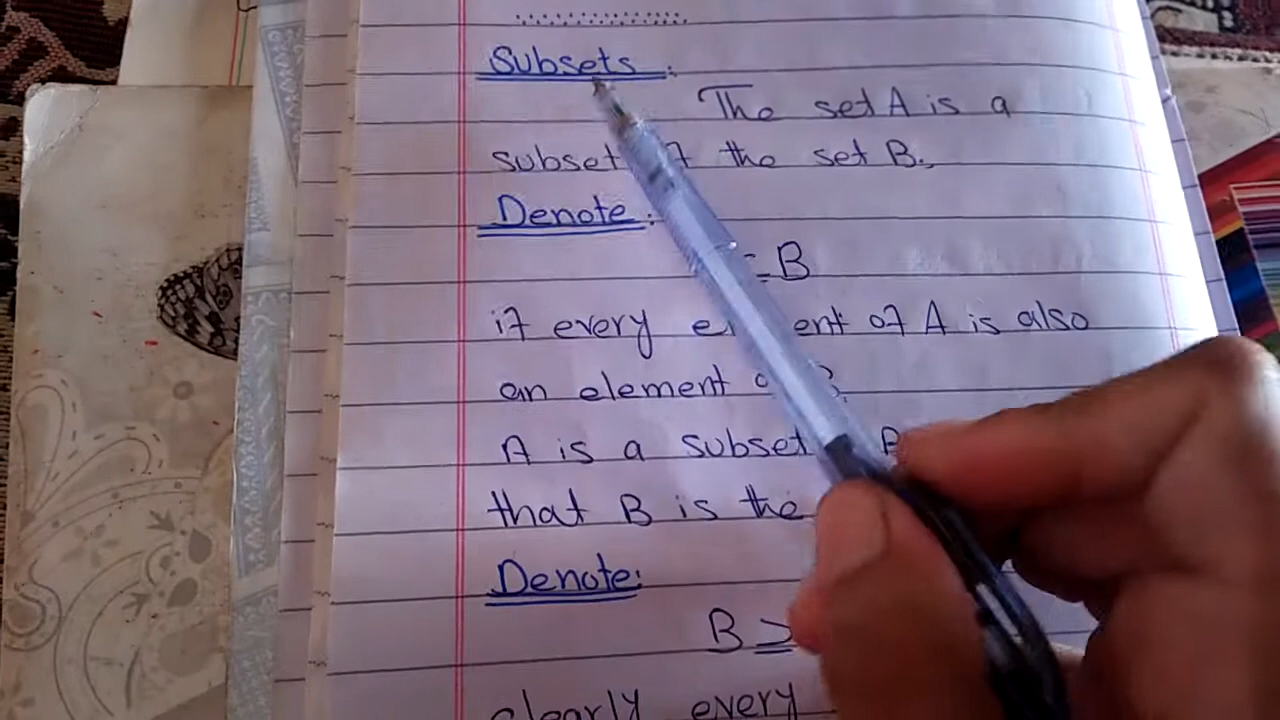 Subsets:
The set A is a
subset the set B.
Denote:
B
if every of A is also
an element
A is a subset
that B is the
Denote:
B ⊇
clearly every